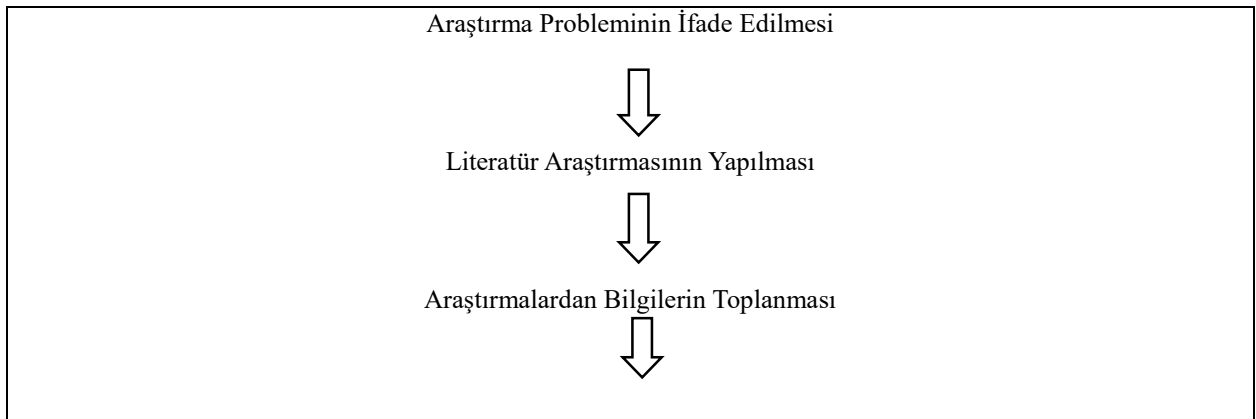 Araştırma Probleminin İfade Edilmesi
Literatür Araştırmasının Yapılması
Araştırmalardan Bilgilerin Toplanması